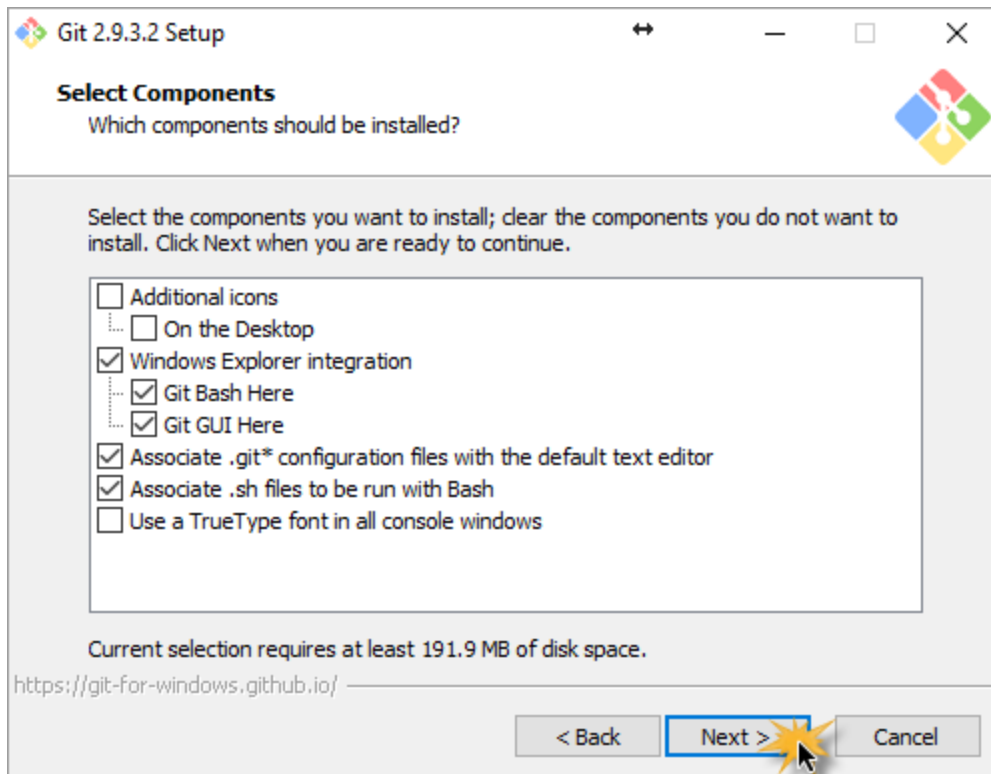 Git 2.9.3.2 Setup
Select Components
Which components should be installed?
Select the components you want to install; clear the components you do not want to
install. Click Next when you are ready to continue.
Additional icons
On the Desktop
Windows Explorer integration
Git Bash Here
Git GUI Here
Associate .git* configuration files with the default text editor
Associate .sh files to be run with Bash
Use a TrueType font in all console windows
Current selection requires at least 191.9 MB of disk space.
https://git-for-windows.github.io/
< Back Next > Cancel